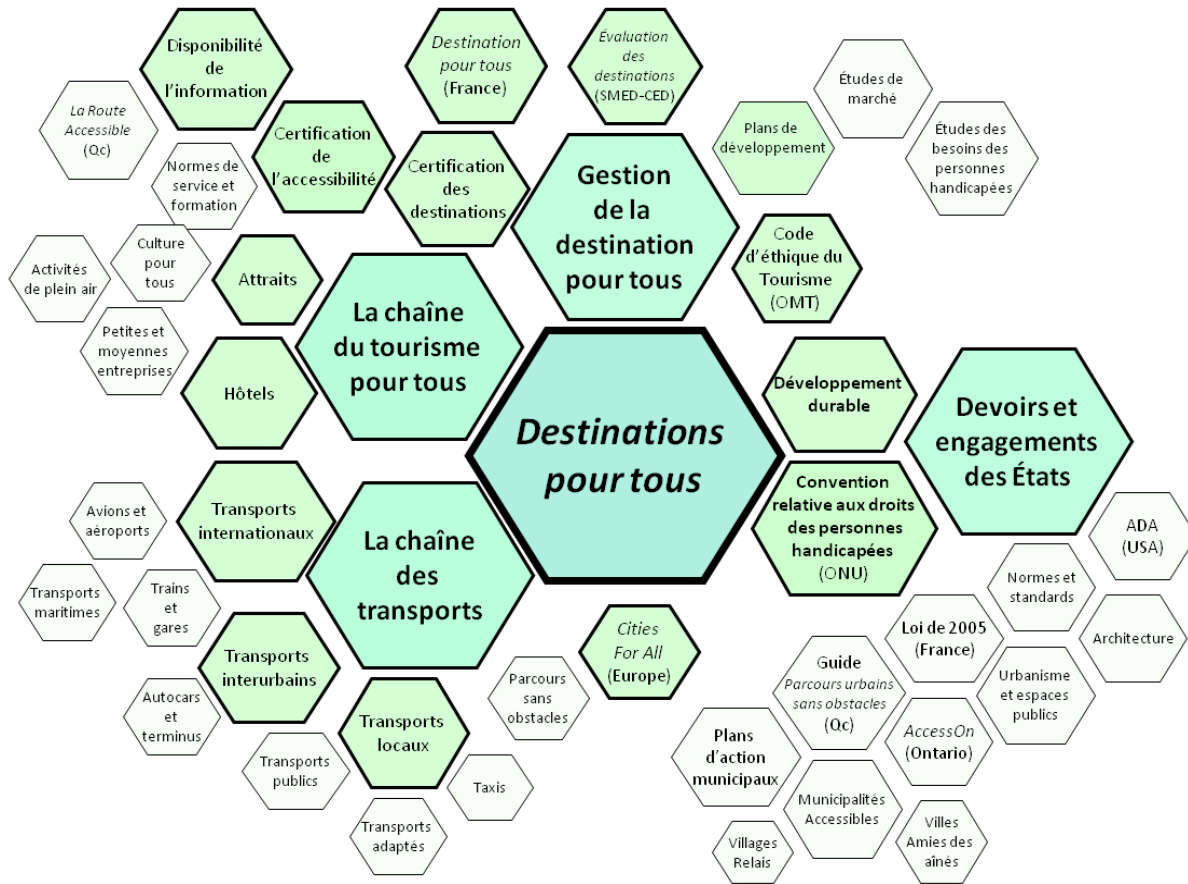 Disponibilité
de
l’information
Destination
pour tous
(France)
Évaluation
des
destinations
(SMED-CED)
La Route
Accessible
(Qc)
Certification
de
l’accessibilité
Certification
des
destinations
Plans de
développement
Études de
marché
Études des
besoins des
personnes
handicapées
Normes de
service et
formation
Gestion
de la
destination
pour tous
Culture
pour
tous
Activités
de plein air
Attraits
Code
d’éthique du
Tourisme
(OMT)
Petites et
moyennes
entreprises
La chaîne
du tourisme
pour tous
Hôtels
Développement
durable
Devoirs et
engagements
des États
Destinations
pour tous
Convention
relative aux droits
des personnes
handicapées
(ONU)
Transports
internationaux
Avions et
aéroports
La chaîne
des
transports
Transports
maritimes
Trains
et
gares
ADA
(USA)
Normes et
standards
Architecture
Loi de 2005
(France)
Urbanisme
et espaces
publics
Cities
For All
(Europe)
Guide
Parcours urbains
sans obstacles
(Qc)
AccessOn
(Ontario)
Transports
interurbains
Autocars
et
terminus
Parcours
sans
obstacles
Transports
locaux
Transports
publics
Taxis
Transports
adaptés
Plans
d’action
municipaux
Municipalités
Accessibles
Villages
Relais
Villes
Amies des
aînés